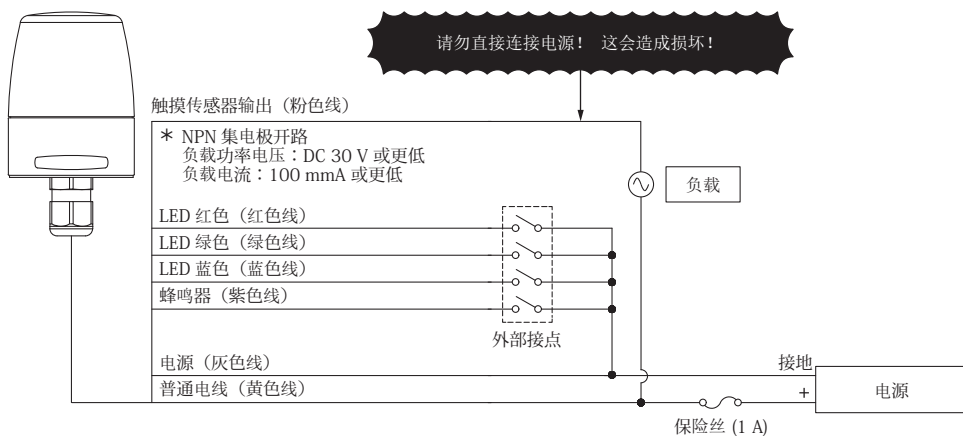 请勿直接连接电源！ 这会造成损坏！
触摸传感器输出（粉色线）
* NPN 集电极开路
负载功率电压：DC 30 V 或更低
负载电流：100 mmA 或更低
负载
LED 红色（红色线）
LED 绿色（绿色线）
LED 蓝色（蓝色线）
蜂鸣器（紫色线）
外部接点
电源（灰色线）
接地
普通电线（黄色线）
+
电源
保险丝 (1 A)